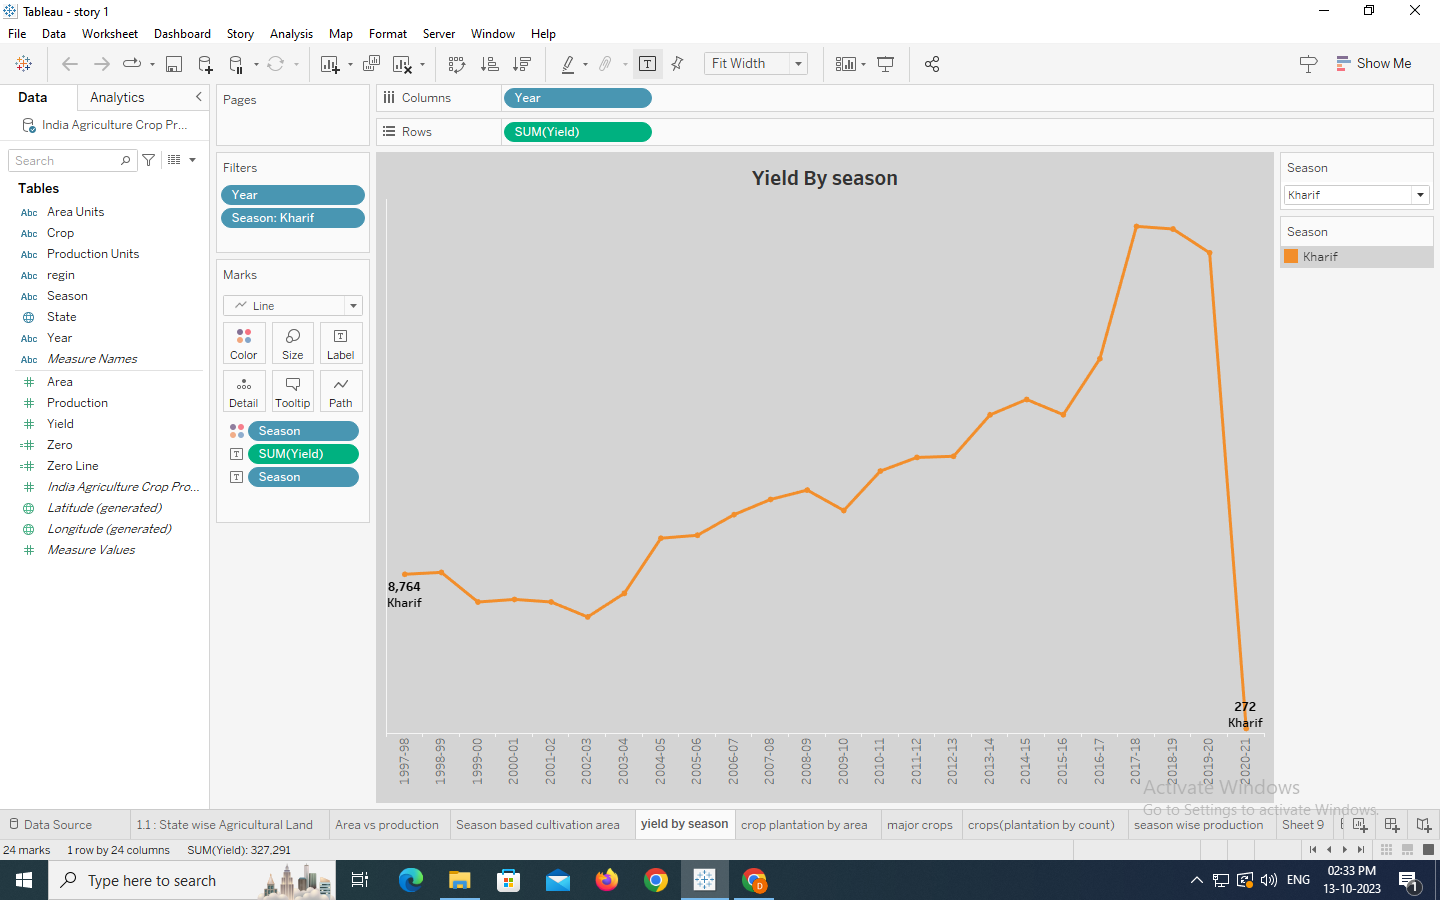 Tableau - story 1
File Data Worksheet Dashboard Story Analysis Map Format Server Window Help
Fit Width
Show Me
Data Analytics
India Agriculture Crop Pr...
Search
Tables
Abc Area Units
Abc Crop
Abc Production Units
Abc regin
Abc Season
State
Abc Year
Abc Measure Names
# Area
# Production
# Yield
=# Zero
=# Zero Line
# India Agriculture Crop Pro...
Latitude (generated)
Longitude (generated)
# Measure Values
Pages
Filters
Year
Season: Kharif
Marks
Line
Color Size Label
Detail Tooltip Path
Season
SUM(Yield)
Season
Columns Year
Rows SUM(Yield)
Yield By season
8,764
Kharif
272
Kharif
1997-98
1998-99
1999-00
2000-01
2001-02
2002-03
2003-04
2004-05
2005-06
2006-07
2007-08
2008-09
2009-10
2010-11
2011-12
2012-13
2013-14
2014-15
2015-16
2016-17
2017-18
2018-19
2019-20
2020-21
Season
Kharif
Season
Kharif
Activate Windows
Go to Settings to activate Windows.
Data Source 1.1 : State wise Agricultural Land Area vs production Season based cultivation area yield by season crop plantation by area major crops crops(plantation by count) season wise production Sheet 9
24 marks 1 row by 24 columns SUM(Yield): 327,291
Type here to search
ENG
02:33 PM
13-10-2023
1